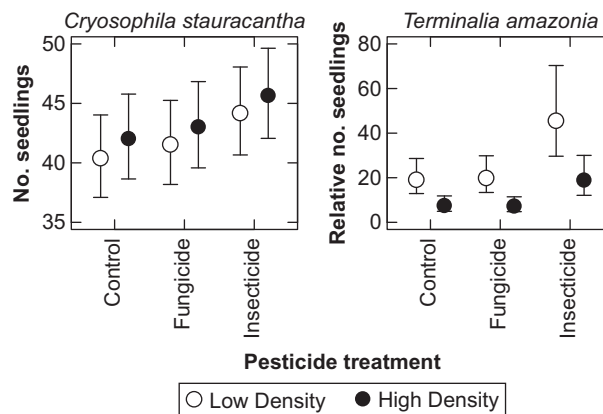 Cryosophila stauracantha
Terminalia amazonia
No. seedlings
50
45
40
35
Control
Fungicide
Insecticide
Relative no. seedlings
80
60
40
20
0
Control
Fungicide
Insecticide
Pesticide treatment
Low Density
High Density